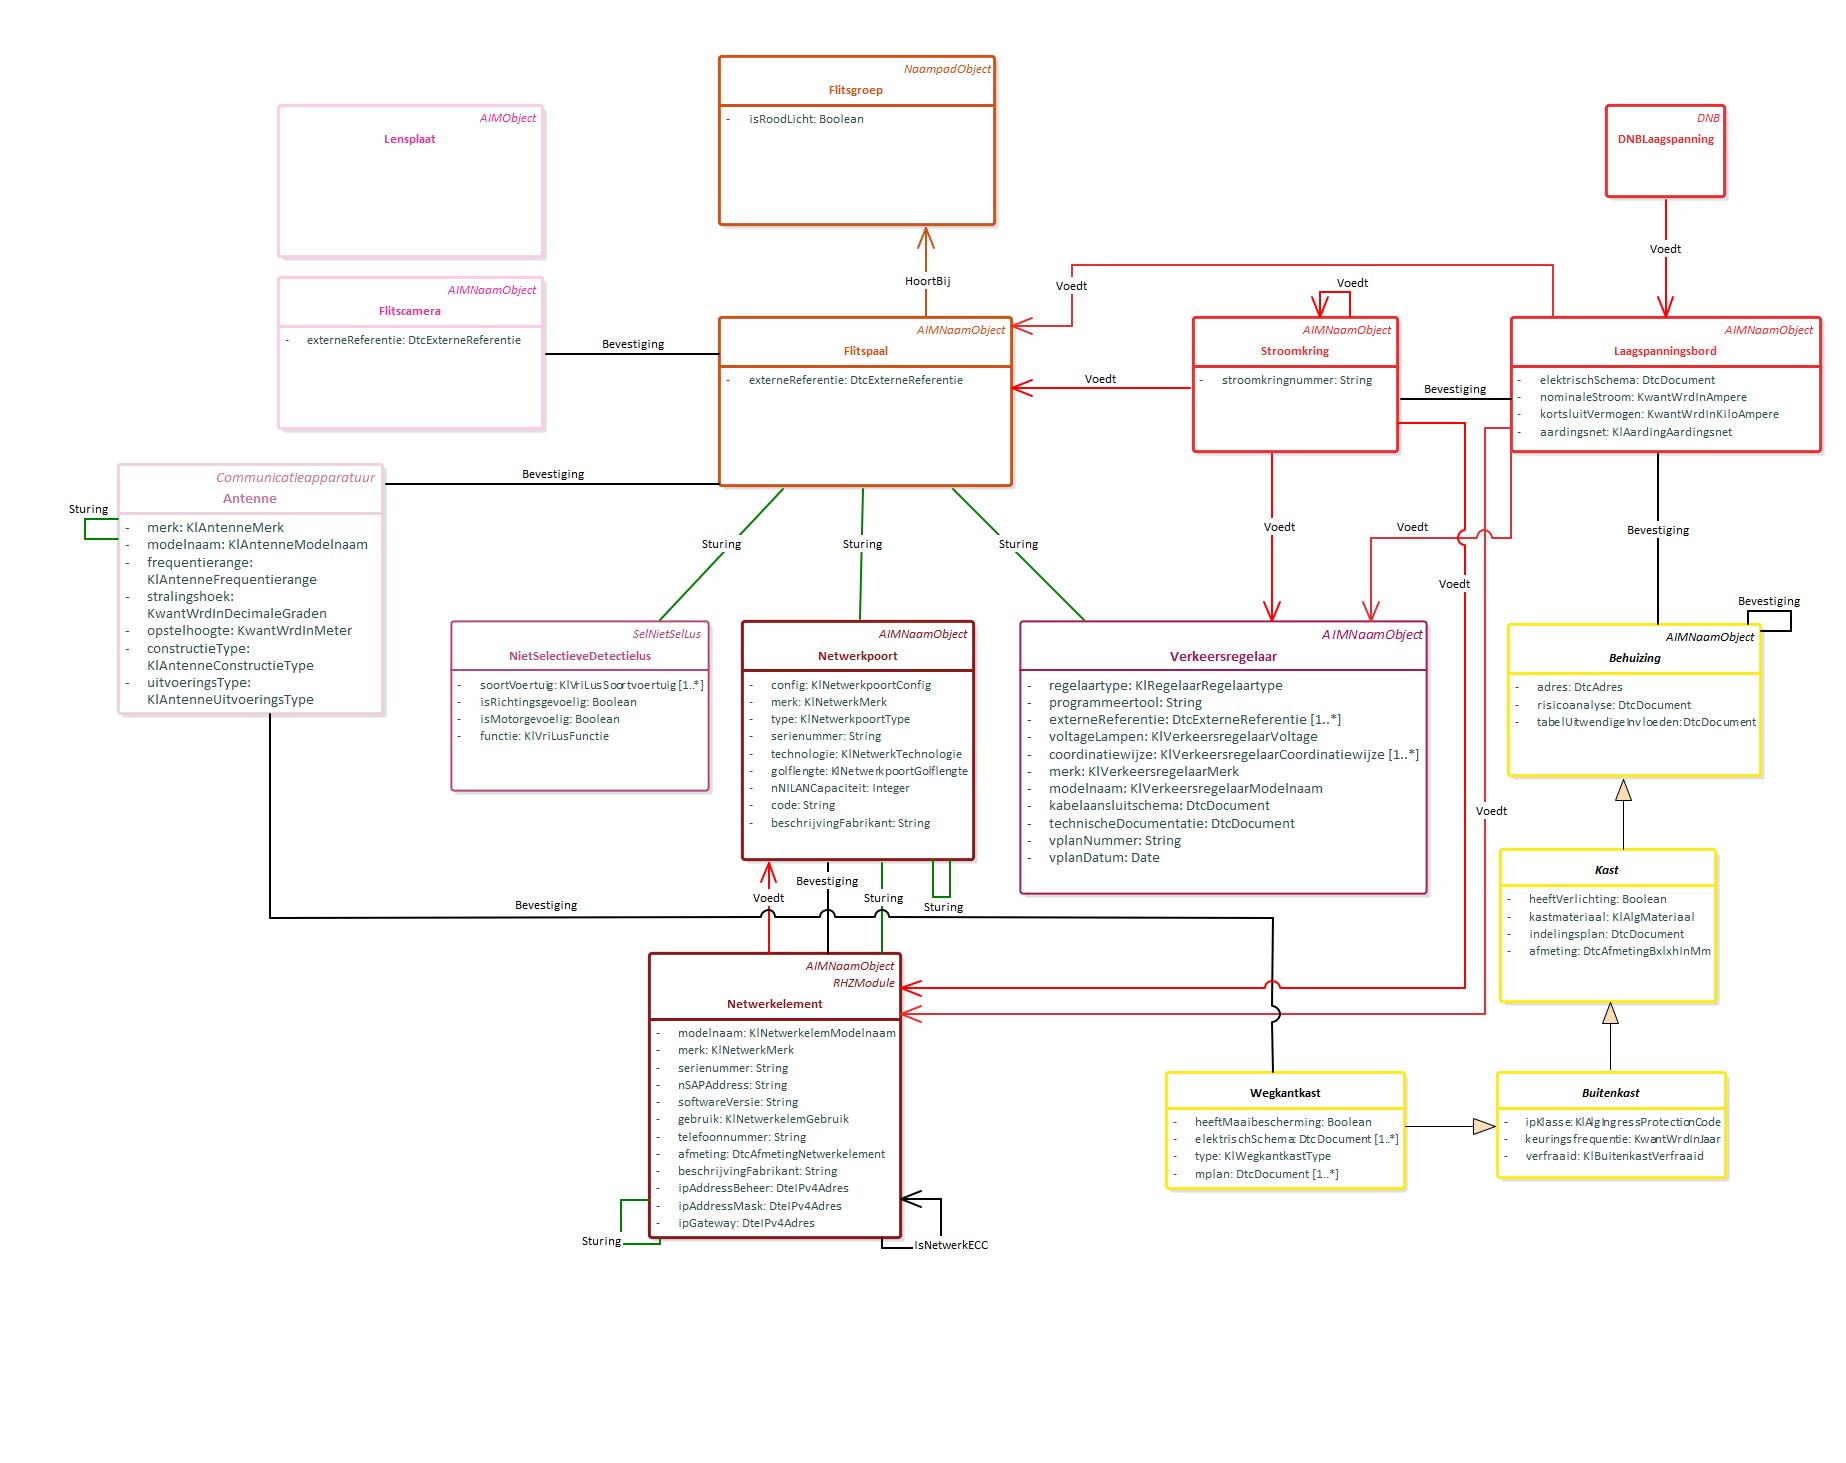 NaampadObject
Flitsgroep
- isRoodLicht: Boolean
AIMObject
Lensplaat
DNB
DNBLaagspanning
Voedt
HoortBij
Voedt
Voedt
AIMNaamObject
Flitscamera
- externeReferentie: DtcExterneReferentie
Bevestiging
AIMNaamObject
Flitspaal
- externeReferentie: DtcExterneReferentie
Voedt
AIMNaamObject
Stroomkring
- stroomkringnummer: String
Bevestiging
AIMNaamObject
Laagspanningsbord
- elektrischSchema: DtcDocument
- nominaleStroom: KwantWrdInAmpere
- kortsluitVermogen: KwantWrdInKiloAmpere
- aardingsnet: KlAardingAardingsnet
Communicatieapparatuur
Antenne
- merk: KlAntenneMerk
- modelnaam: KlAntenneModelnaam
- frequentierange:
KlAntenneFrequentierange
- stralingshoek:
KwantWrdInDecimaleGraden
- opstelhoogte: KwantWrdInMeter
- constructieType:
KlAntenneConstructieType
- uitvoeringsType:
KlAntenneUitvoeringsType
Sturing
Bevestiging
Sturing
Sturing
Sturing
Voedt
Voedt
Voedt
Bevestiging
Bevestiging
SelNietSelLus
NietSelectieveDetectielus
- soortVoertuig: KlVriLusSoortvoertuig [1..*]
- isRichtingsgevoelig: Boolean
- isMotorgevoelig: Boolean
- functie: KlVriLusFunctie
AIMNaamObject
Netwerkpoort
- config: KlNetwerkpoortConfig
- merk: KlNetwerkMerk
- type: KlNetwerkpoortType
- serienummer: String
- technologie: KlNetwerkTechnologie
- golflengte: KlNetwerkpoortGolflengte
- nNILANCapaciteit: Integer
- code: String
- beschrijvingFabrikant: String
AIMNaamObject
Verkeersregelaar
- regelaartype: KlRegelaarRegelaartype
- programmeertool: String
- externeReferentie: DtcExterneReferentie [1..*]
- voltageLampen: KlVerkeersregelaarVoltage
- coordinatiewijze: KlVerkeersregelaarCoordinatiewijze [1..*]
- merk: KlVerkeersregelaarMerk
- modelnaam: KlVerkeersregelaarModelnaam
- kabelaansluitschema: DtcDocument
- technischeDocumentatie: DtcDocument
- vplanNummer: String
- vplanDatum: Date
AIMNaamObject
Behuizing
- adres: DtcAdres
- risicoanalyse: DtcDocument
- tabelUitwendigeInvloeden: DtcDocument
Voedt
Kast
- heeftVerlichting: Boolean
- kastmateriaal: KlAlgMateriaal
- indelingsplan: DtcDocument
- afmeting: DtcAfmetingBxlxhInMm
Voedt
Bevestiging
Sturing
Sturing
Bevestiging
AIMNaamObject
RHZModule
Netwerkelement
- modelnaam: KlNetwerkelemModelnaam
- merk: KlNetwerkMerk
- serienummer: String
- nSAPAddress: String
- softwareVersie: String
- gebruik: KlNetwerkelemGebruik
- telefoonnummer: String
- afmeting: DtcAfmetingNetwerkelement
- beschrijvingFabrikant: String
- ipAddressBeheer: DteIPv4Adres
- ipAddressMask: DteIPv4Adres
- ipGateway: DteIPv4Adres
Sturing
IsNetwerkECC
Wegkantkast
- heeftMaaibescherming: Boolean
- elektrischSchema: DtcDocument [1..*]
- type: KlWegkantkastType
- mplan: DtcDocument [1..*]
Buitenkast
- ipKlasse: KlAlgIngressProtectionCode
- keuringsfrequentie: KwantWrdInJaar
- verfraaid: KlBuitenkastVerfraaid